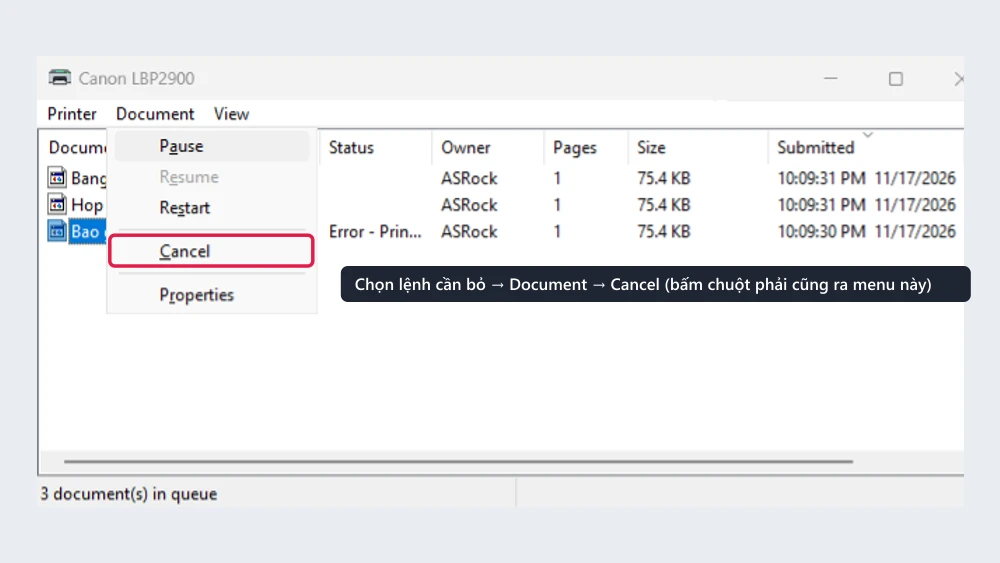 Canon LBP2900
Printer Document View
Docum Status Owner Pages Size Submitted
Pause
Bang ASRock 1 75.4 KB 10:09:31 PM 11/17/2026
Resume
Hop ASRock 1 75.4 KB 10:09:31 PM 11/17/2026
Restart
Bao Error - Prin... ASRock 1 75.4 KB 10:09:30 PM 11/17/2026
Cancel
Chọn lệnh cần bỏ → Document → Cancel (bấm chuột phải cũng ra menu này)
Properties
3 document(s) in queue